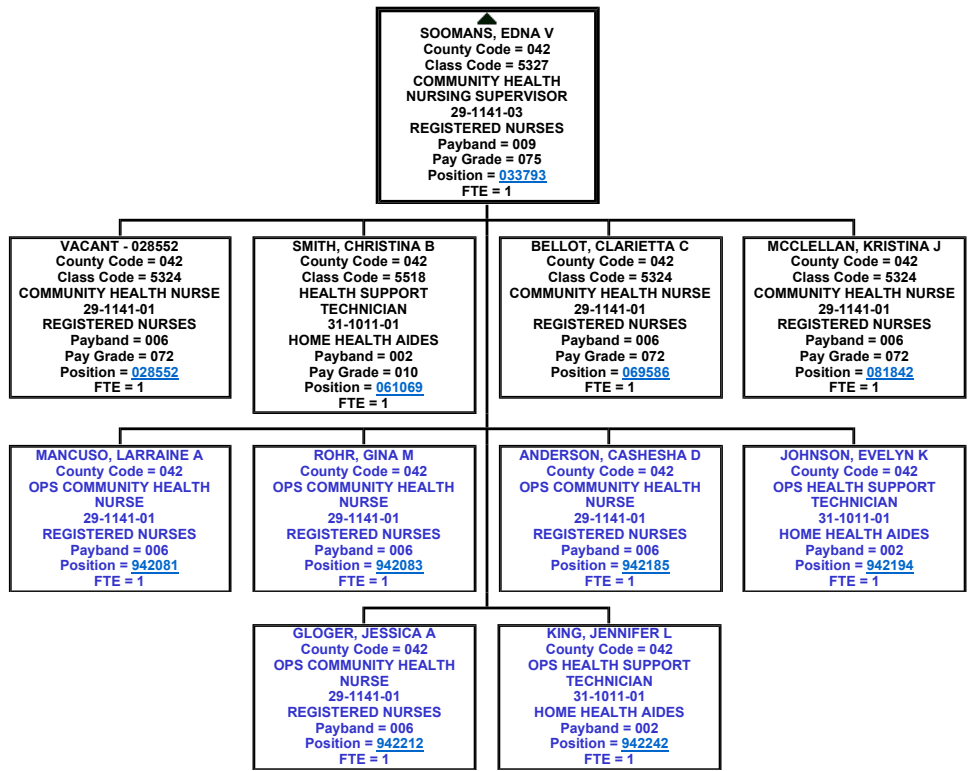 SOOMANS, EDNA V
County Code = 042
Class Code = 5327
COMMUNITY HEALTH
NURSING SUPERVISOR
29-1141-03
REGISTERED NURSES
Payband = 009
Pay Grade = 075
Position = 033793
FTE = 1
VACANT - 028552
County Code = 042
Class Code = 5324
COMMUNITY HEALTH NURSE
29-1141-01
REGISTERED NURSES
Payband = 006
Pay Grade = 072
Position = 028552
FTE = 1
SMITH, CHRISTINA B
County Code = 042
Class Code = 5518
HEALTH SUPPORT
TECHNICIAN
31-1011-01
HOME HEALTH AIDES
Payband = 002
Pay Grade = 010
Position = 061069
FTE = 1
BELLOT, CLARIETTA C
County Code = 042
Class Code = 5324
COMMUNITY HEALTH NURSE
29-1141-01
REGISTERED NURSES
Payband = 006
Pay Grade = 072
Position = 069586
FTE = 1
MCCLELLAN, KRISTINA J
County Code = 042
Class Code = 5324
COMMUNITY HEALTH NURSE
29-1141-01
REGISTERED NURSES
Payband = 006
Pay Grade = 072
Position = 081842
FTE = 1
MANCUSO, LARRAINE A
County Code = 042
OPS COMMUNITY HEALTH
NURSE
29-1141-01
REGISTERED NURSES
Payband = 006
Position = 942081
FTE = 1
ROHR, GINA M
County Code = 042
OPS COMMUNITY HEALTH
NURSE
29-1141-01
REGISTERED NURSES
Payband = 006
Position = 942083
FTE = 1
ANDERSON, CASHESHA D
County Code = 042
OPS COMMUNITY HEALTH
NURSE
29-1141-01
REGISTERED NURSES
Payband = 006
Position = 942185
FTE = 1
JOHNSON, EVELYN K
County Code = 042
OPS HEALTH SUPPORT
TECHNICIAN
31-1011-01
HOME HEALTH AIDES
Payband = 002
Position = 942194
FTE = 1
GLOGER, JESSICA A
County Code = 042
OPS COMMUNITY HEALTH
NURSE
29-1141-01
REGISTERED NURSES
Payband = 006
Position = 942212
FTE = 1
KING, JENNIFER L
County Code = 042
OPS HEALTH SUPPORT
TECHNICIAN
31-1011-01
HOME HEALTH AIDES
Payband = 002
Position = 942242
FTE = 1